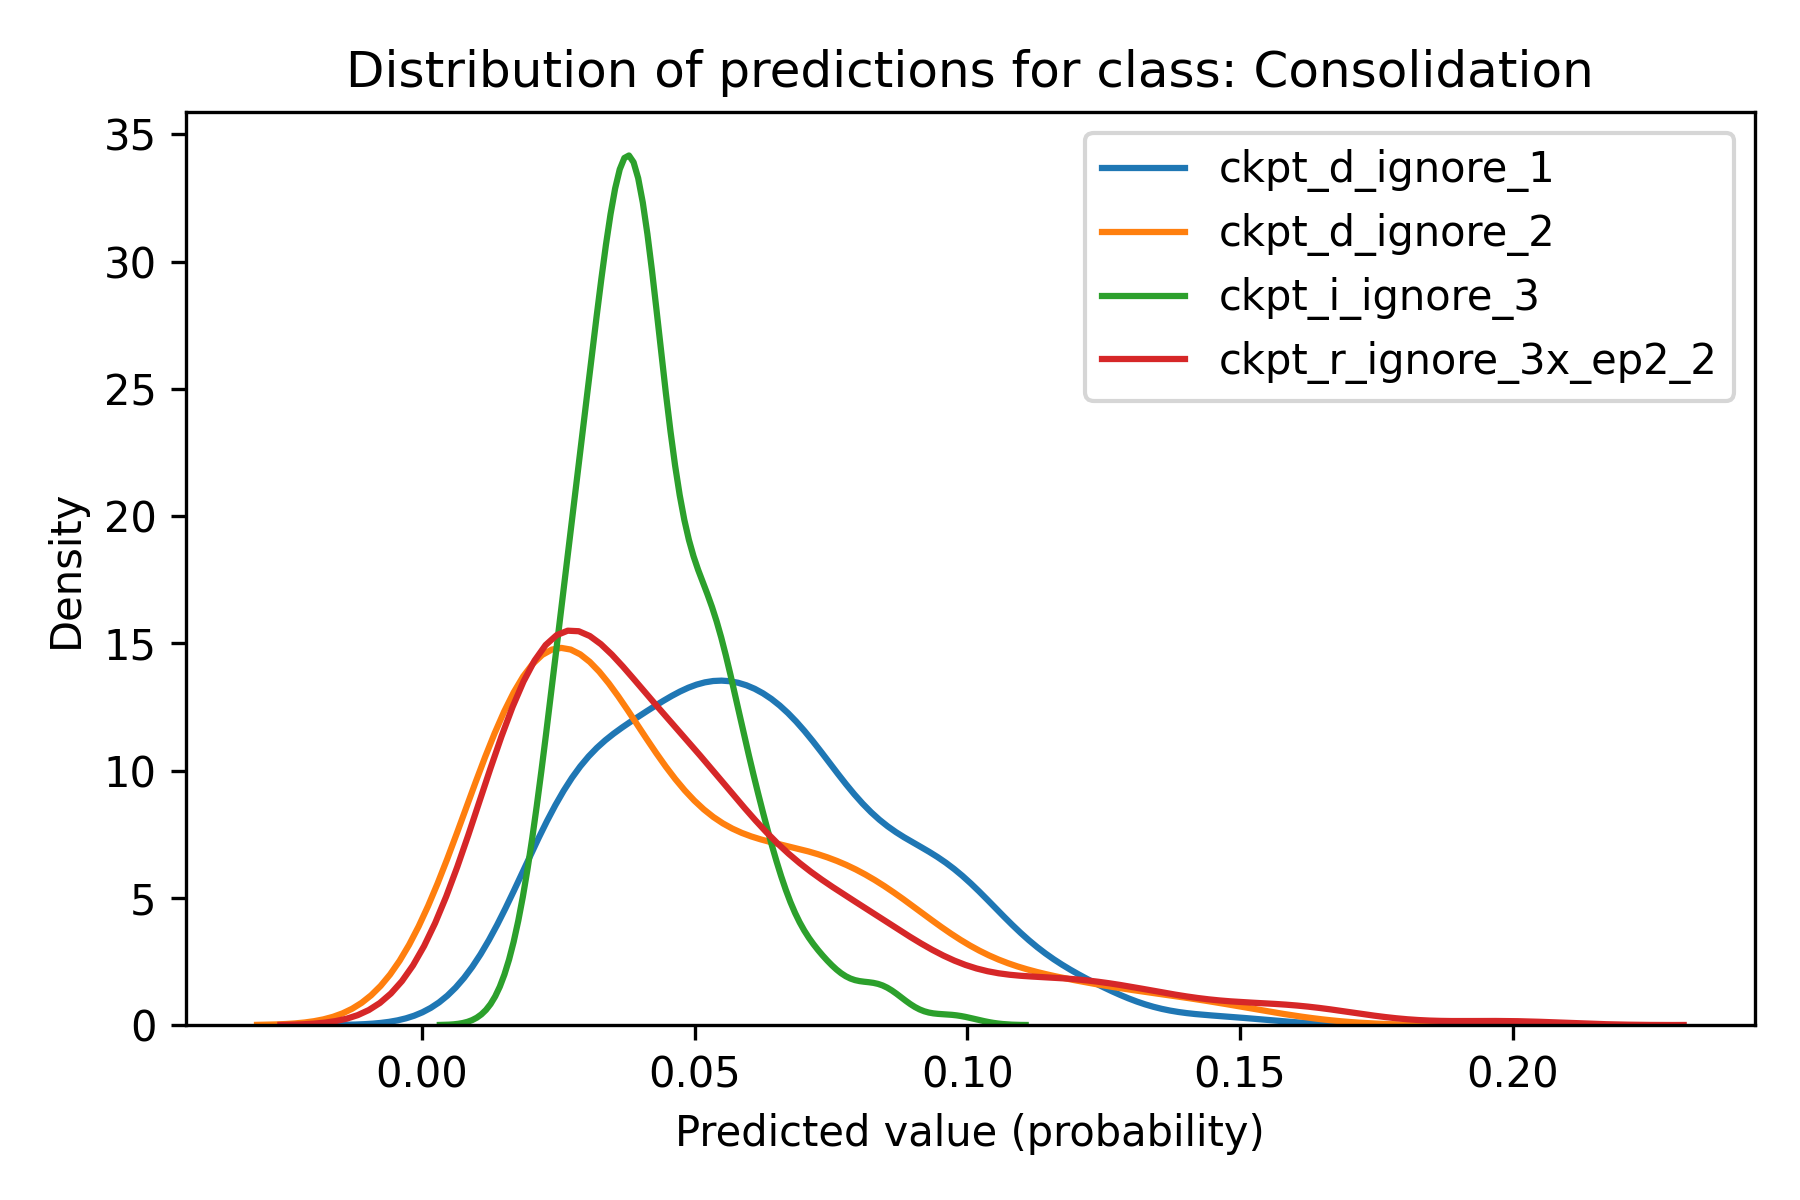 Distribution of predictions for class: Consolidation
35
30
25
20
15
10
5
0
Density
ckpt_d_ignore_1
ckpt_d_ignore_2
ckpt_i_ignore_3
ckpt_r_ignore_3x_ep2_2
0.00 0.05 0.10 0.15 0.20
Predicted value (probability)